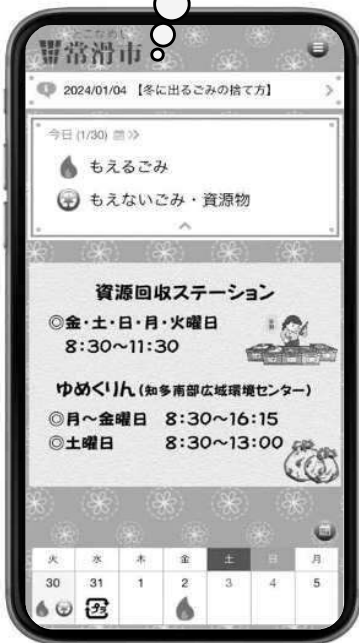 とこなめし
常滑市
2024/01/04 【冬に出るごみの捨て方】
今日 (1/30)
もえるごみ
もえないごみ・資源物
資源回収ステーション
◎金・土・日・月・火曜日
8:30～11:30
ゆめくりん(知多南部広域環境センター)
◎月～金曜日 8:30～16:15
◎土曜日 8:30～13:00
火 水 木 金 土 日 月
30 31 1 2 3 4 5
プラ